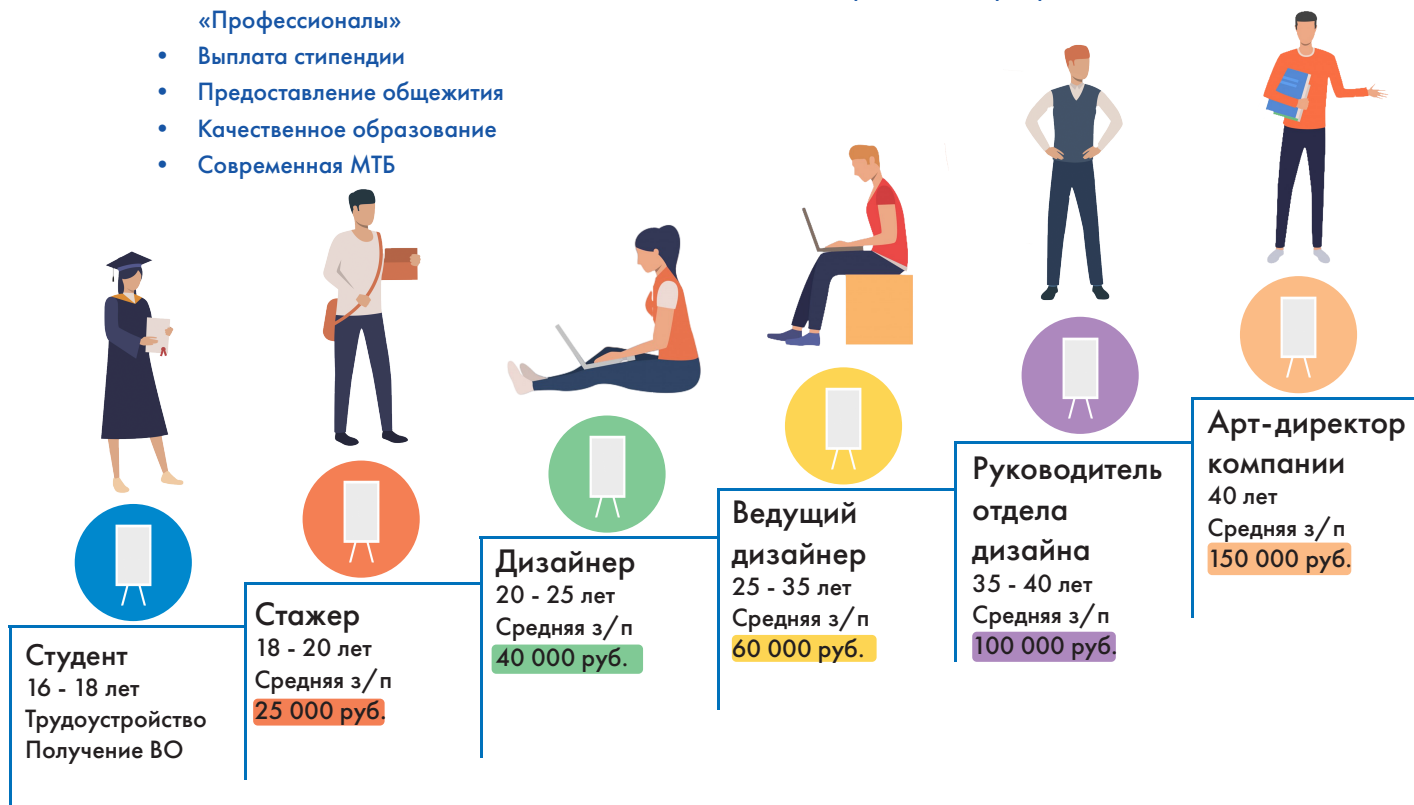 «Профессионалы»
• Выплата стипендии
• Предоставление общежития
• Качественное образование
• Современная МТБ
Студент
16 - 18 лет
Трудоустройство
Получение ВО
Стажер
18 - 20 лет
Средняя з/п
25 000 руб.
Дизайнер
20 - 25 лет
Средняя з/п
40 000 руб.
Ведущий
дизайнер
25 - 35 лет
Средняя з/п
60 000 руб.
Руководитель
отдела
дизайна
35 - 40 лет
Средняя з/п
100 000 руб.
Арт-директор
компании
40 лет
Средняя з/п
150 000 руб.